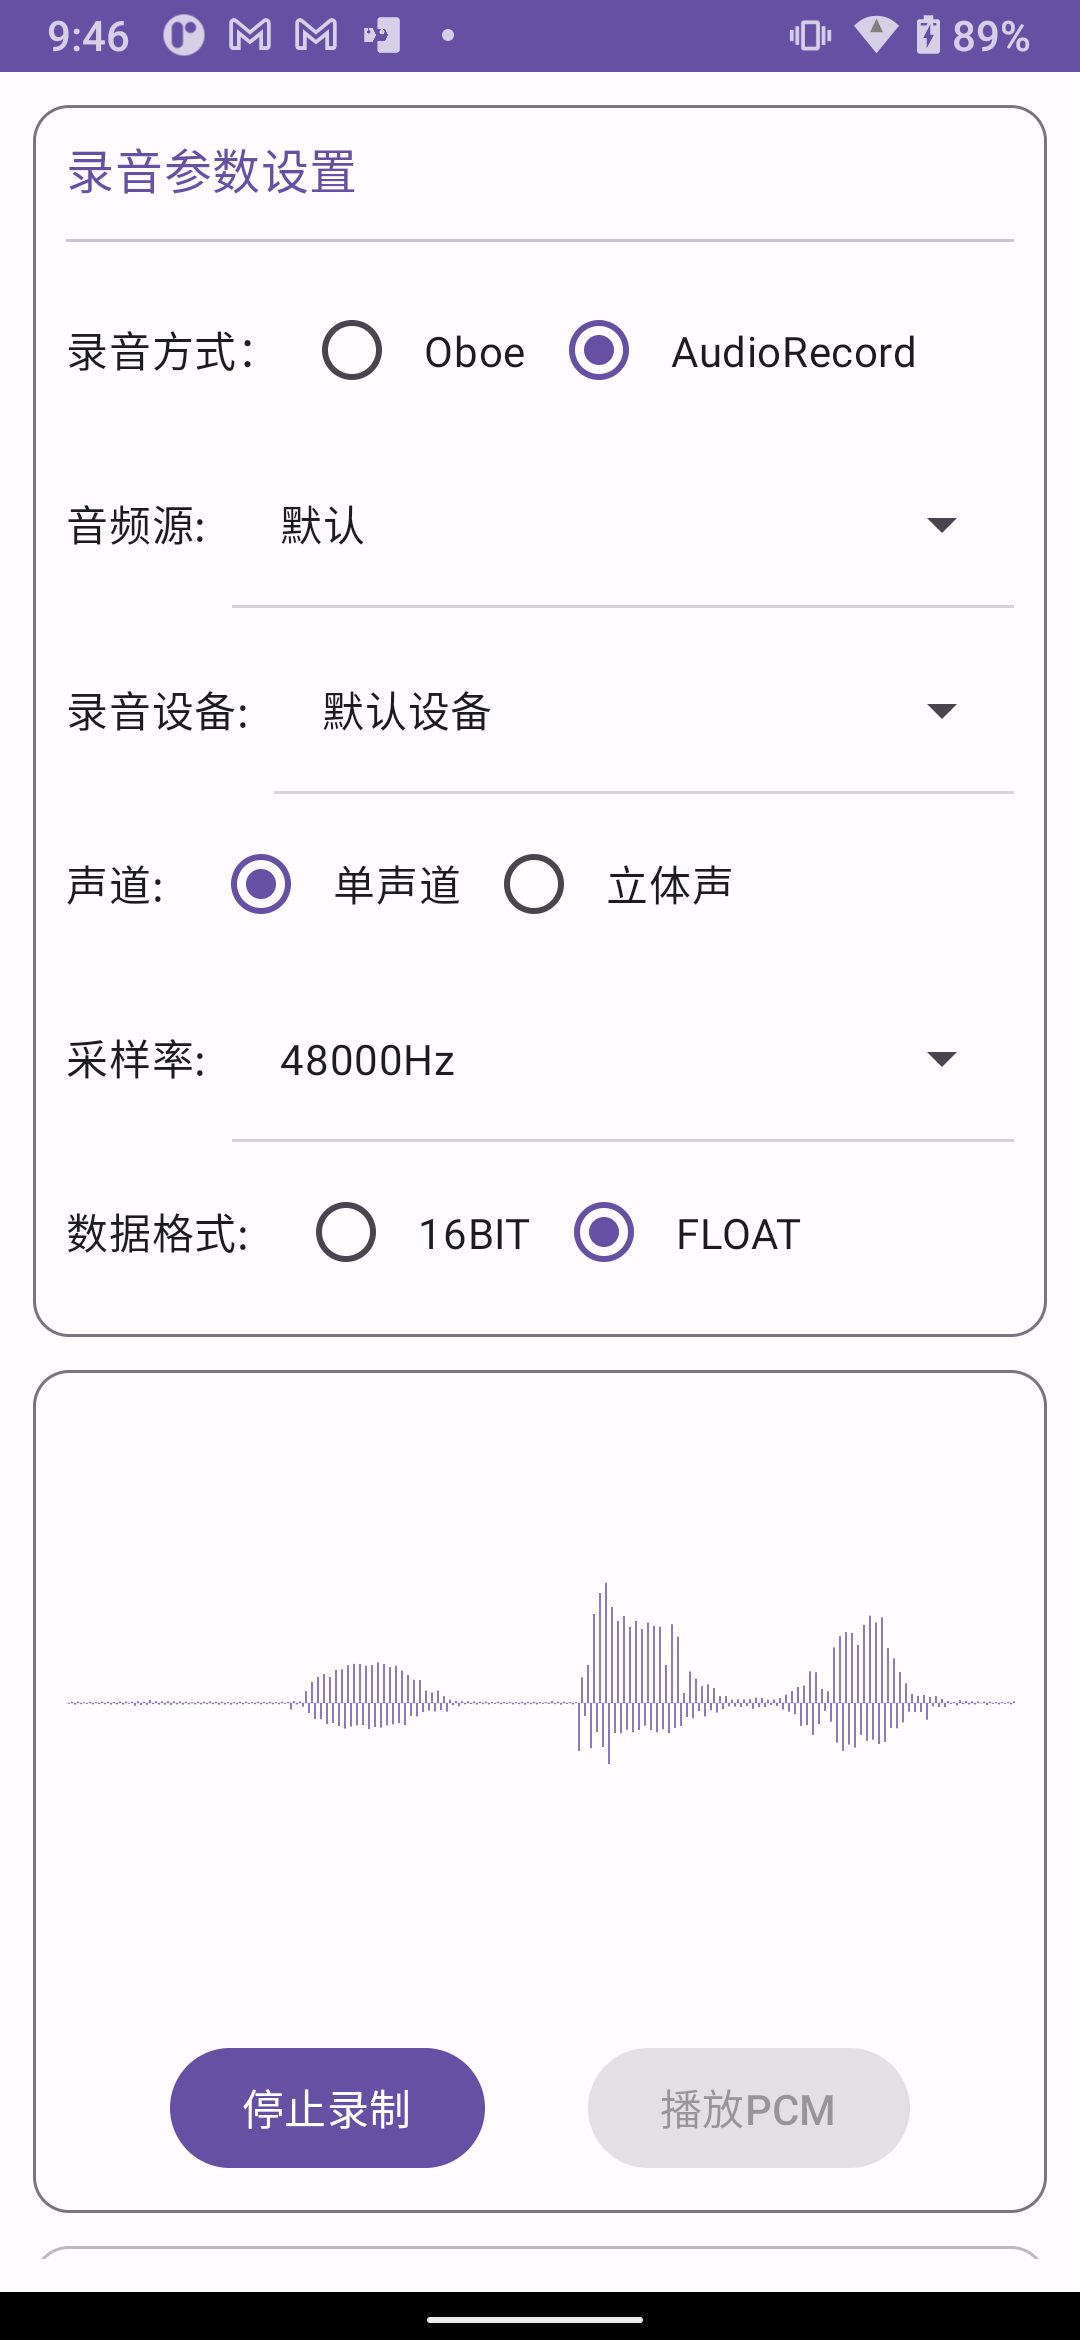 9:46 89%
录音参数设置
录音方式： Oboe AudioRecord
音频源: 默认
录音设备: 默认设备
声道: 单声道 立体声
采样率: 48000Hz
数据格式: 16BIT FLOAT
停止录制 播放PCM